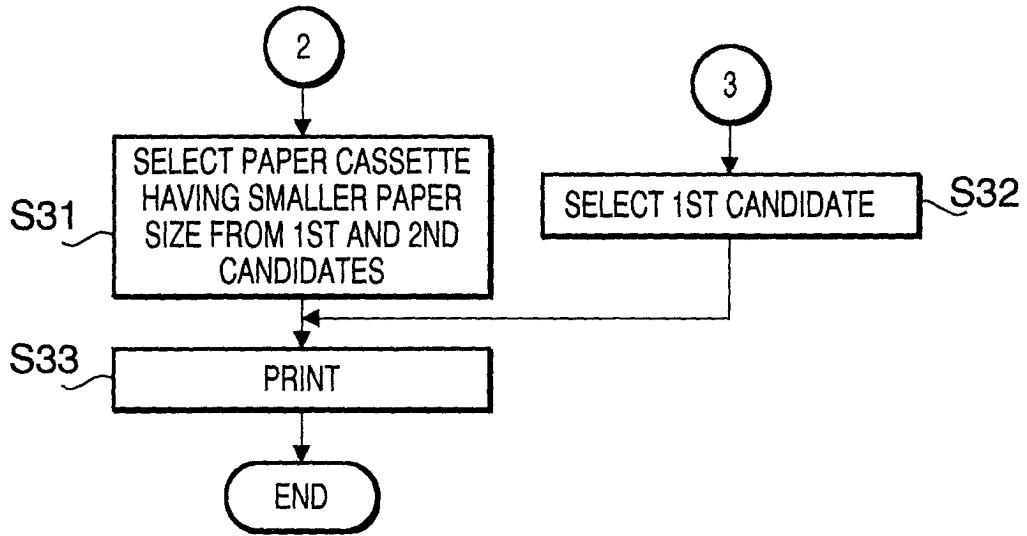 2
3
SELECT PAPER CASSETTE
HAVING SMALLER PAPER
SIZE FROM 1ST AND 2ND
CANDIDATES
S31
SELECT 1ST CANDIDATE
S32
S33
PRINT
END